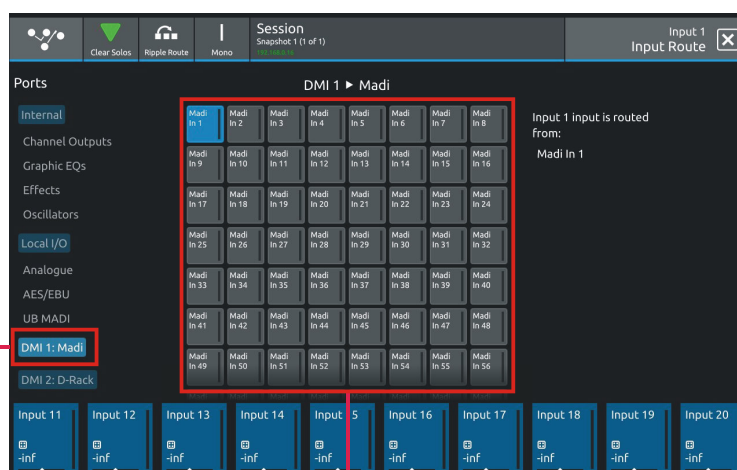 Session
Snapshot 1 (1 of 1)
Clear Solos
Ripple Route
Mono
Input 1
Input Route
Ports
DMI 1 ► Madi
Internal
Channel Outputs
Graphic EQs
Effects
Oscillators
Local I/O
Analogue
AES/EBU
UB MADI
DMI 1: Madi
DMI 2: D-Rack
Madi In 1
Madi In 2
Madi In 3
Madi In 4
Madi In 5
Madi In 6
Madi In 7
Madi In 8
Madi In 9
Madi In 10
Madi In 11
Madi In 12
Madi In 13
Madi In 14
Madi In 15
Madi In 16
Madi In 17
Madi In 18
Madi In 19
Madi In 20
Madi In 21
Madi In 22
Madi In 23
Madi In 24
Madi In 25
Madi In 26
Madi In 27
Madi In 28
Madi In 29
Madi In 30
Madi In 31
Madi In 32
Madi In 33
Madi In 34
Madi In 35
Madi In 36
Madi In 37
Madi In 38
Madi In 39
Madi In 40
Madi In 41
Madi In 42
Madi In 43
Madi In 44
Madi In 45
Madi In 46
Madi In 47
Madi In 48
Madi In 49
Madi In 50
Madi In 51
Madi In 52
Madi In 53
Madi In 54
Madi In 55
Madi In 56
Input 1 input is routed
from:
Madi In 1
Input 11
Input 12
Input 13
Input 14
Input 5
Input 16
Input 17
Input 18
Input 19
Input 20
-inf
-inf
-inf
-inf
-inf
-inf
-inf
-inf
-inf
-inf